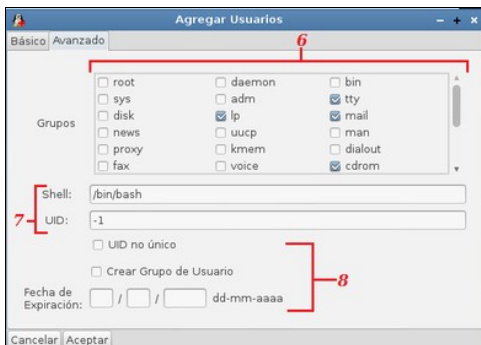 Agregar Usuarios
Básico Avanzado
6
root daemon bin
sys adm tty
disk lp mail
Grupos
news uucp man
proxy kmem dialout
fax voice cdrom
Shell: /bin/bash
7
UID: -1
UID no único
Crear Grupo de Usuario
8
Fecha de
Expiración: / / dd-mm-aaaa
Cancelar Aceptar